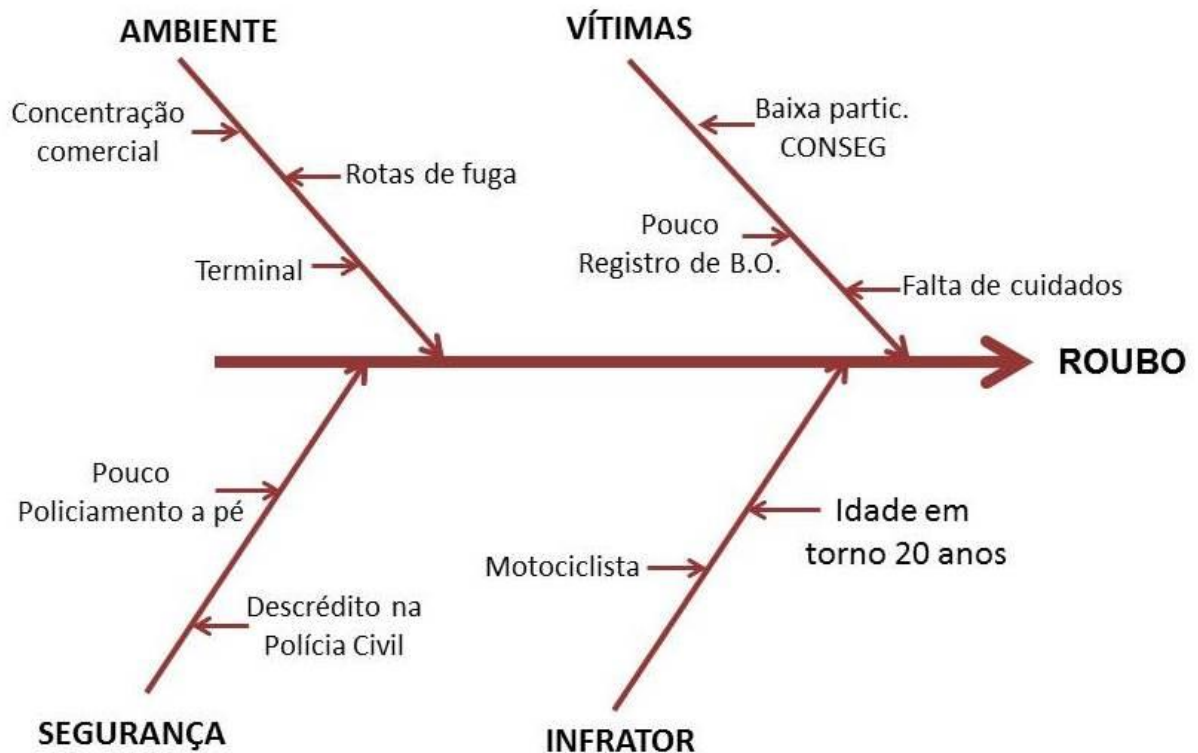 AMBIENTE
VÍTIMAS
Concentração
comercial
Rotas de fuga
Terminal
Baixa partic.
CONSEG
Pouco
Registro de B.O.
Falta de cuidados
ROUBO
Pouco
Policiamento a pé
Descrédito na
Polícia Civil
Motociclista
Idade em
torno 20 anos
SEGURANÇA
INFRATOR